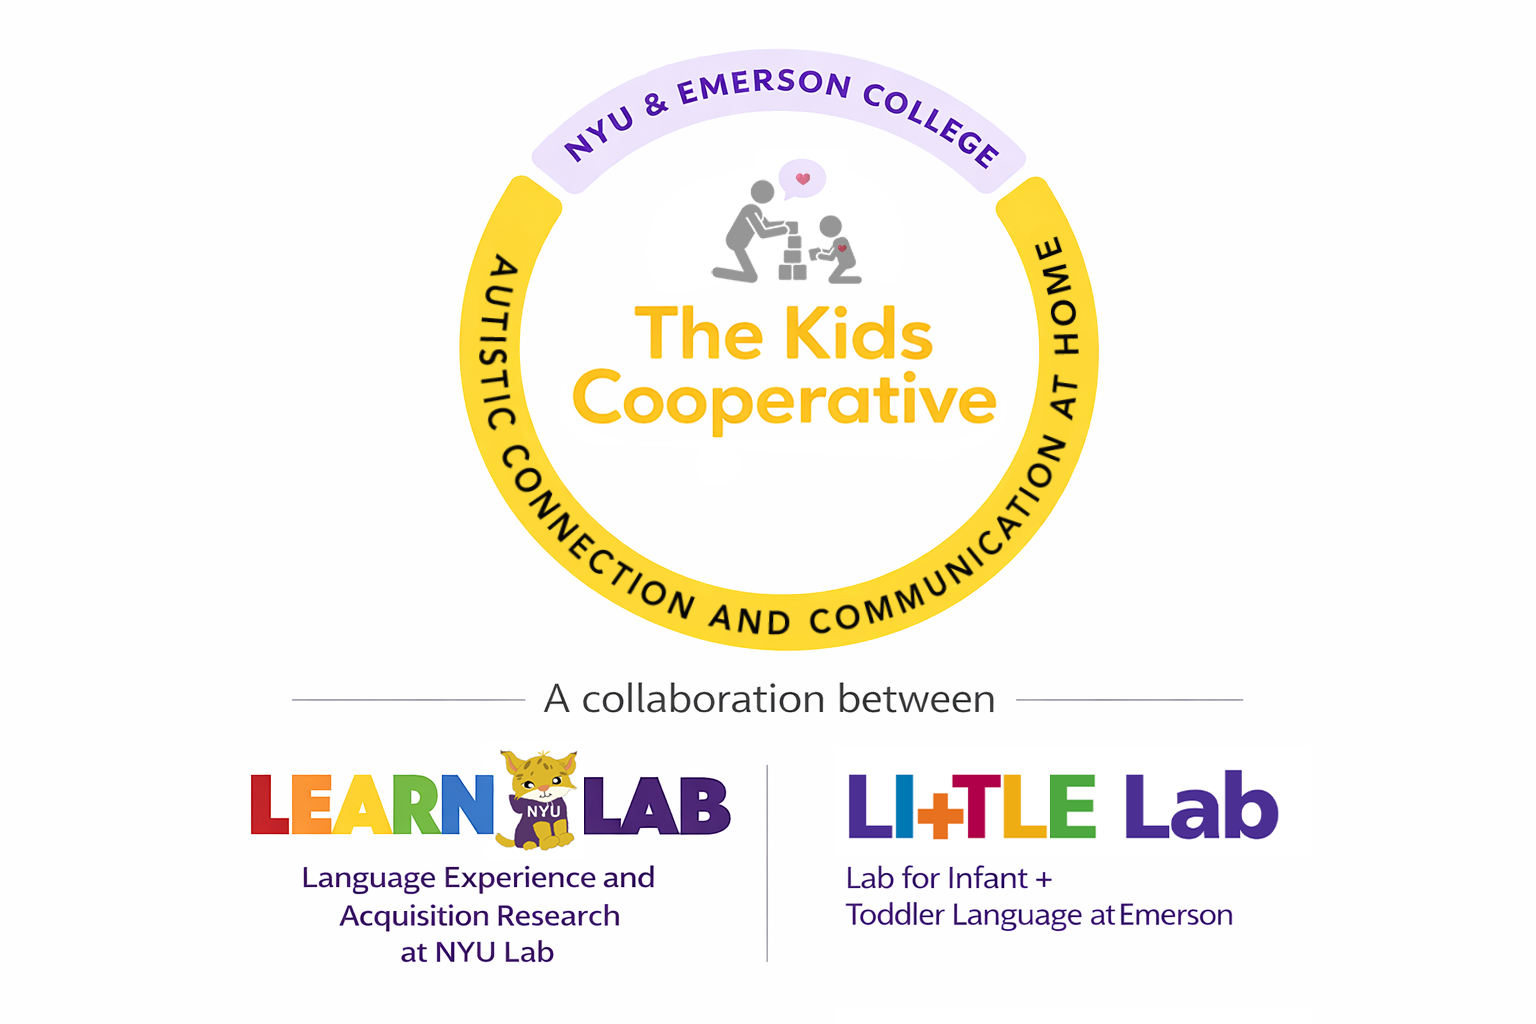 NYU & EMERSON COLLEGE
The Kids
Cooperative
AUTISTIC CONNECTION AND COMMUNICATION AT HOME
A collaboration between
LEARN LAB
NYU
Language Experience and
Acquisition Research
at NYU Lab
LI+TLE Lab
Lab for Infant +
Toddler Language at Emerson